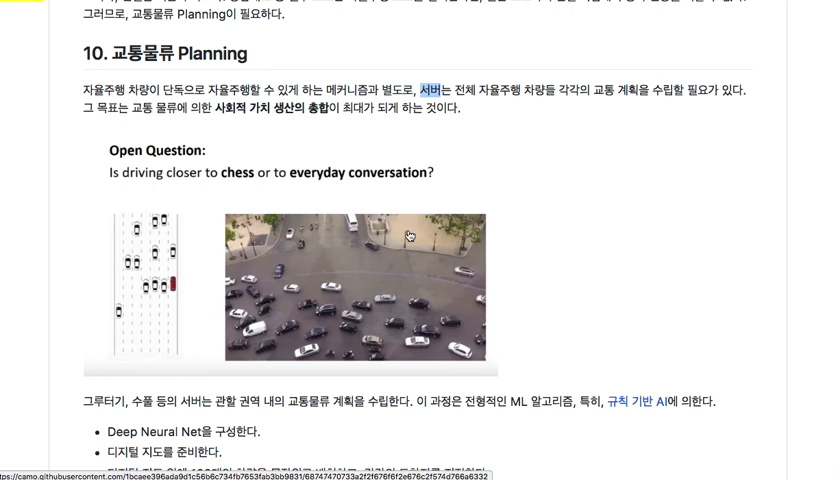 그러므로, 교통물류 Planning이 필요하다.
10. 교통물류 Planning
자율주행 차량이 단독으로 자율주행할 수 있게 하는 메커니즘과 별도로, 서버는 전체 자율주행 차량들 각각의 교통 계획을 수립할 필요가 있다.
그 목표는 교통 물류에 의한 사회적 가치 생산의 총합이 최대가 되게 하는 것이다.
Open Question:
Is driving closer to chess or to everyday conversation?
그루터기, 수풀 등의 서버는 관할 권역 내의 교통물류 계획을 수립한다. 이 과정은 전형적인 ML 알고리즘, 특히, 규칙 기반 AI에 의한다.
• Deep Neural Net을 구성한다.
• 디지털 지도를 준비한다.